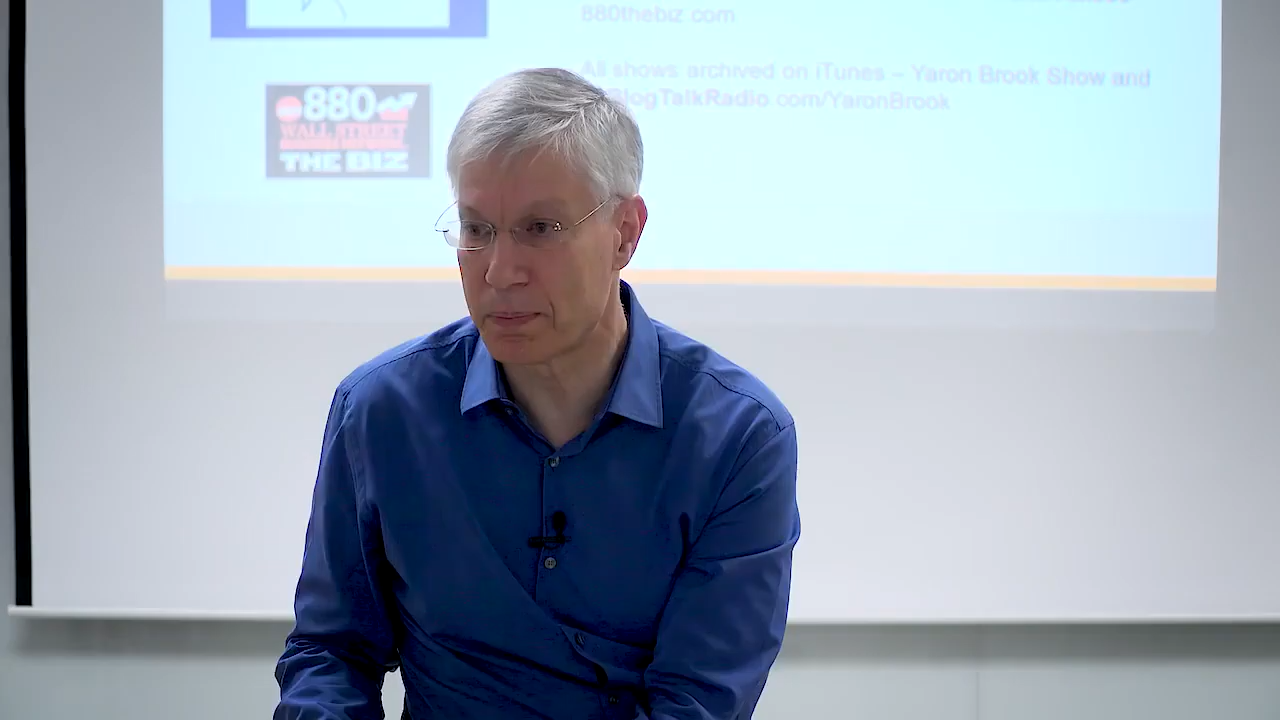 880thebiz.com
All shows archived on iTunes – Yaron Brook Show and
BlogTalkRadio.com/YaronBrook
880
WALL STREET
THE BIZ